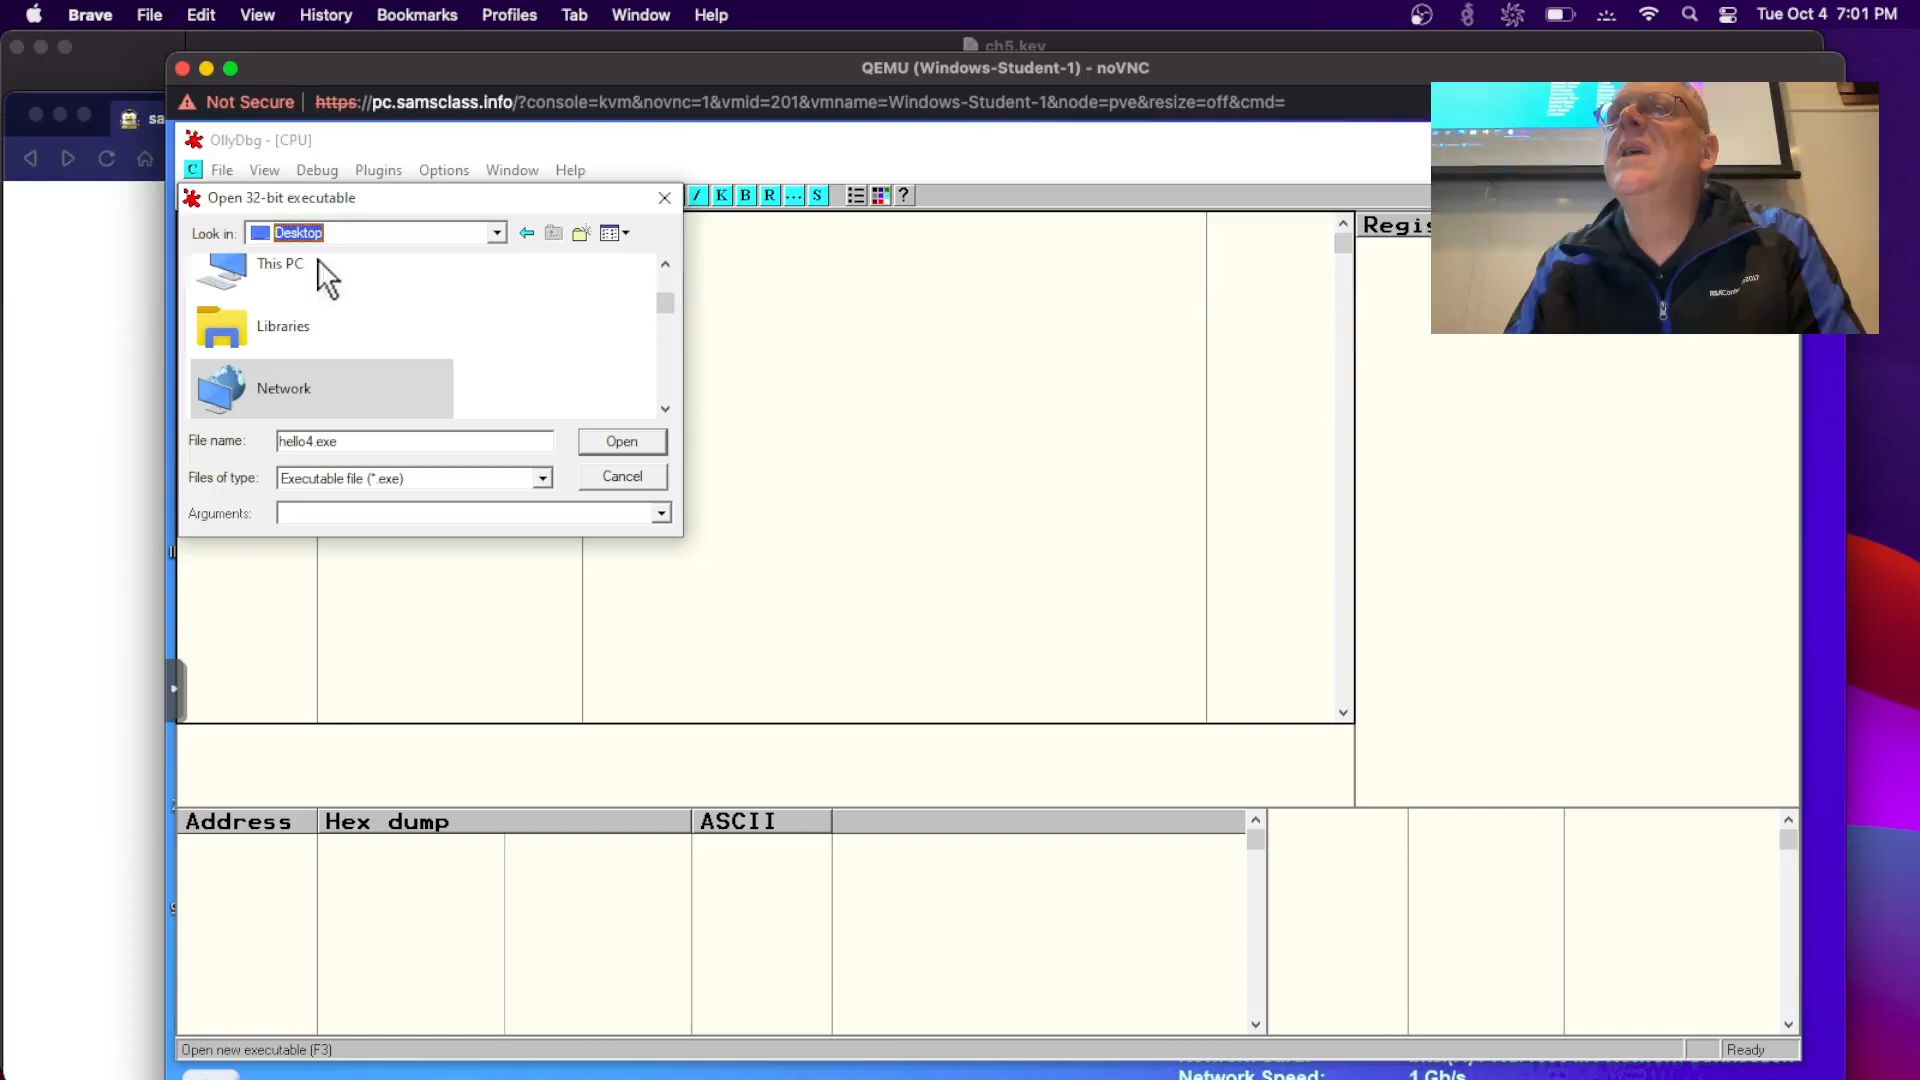 Brave File Edit View History Bookmarks Profiles Tab Window Help Tue Oct 4 7:01 PM
ch5.key
QEMU (Windows-Student-1) - noVNC
Not Secure https://pc.samsclass.info/?console=kvm&novnc=1&vmid=201&vmname=Windows-Student-1&node=pve&resize=off&cmd=
sa
OllyDbg - [CPU]
C File View Debug Plugins Options Window Help
Open 32-bit executable
/ K B R ... S ?
Look in: Desktop
Regis
This PC
Libraries
Network
File name: hello4.exe Open
Files of type: Executable file (*.exe) Cancel
Arguments:
Address Hex dump ASCII
Open new executable (F3) Ready
Network Speed: 1 Gb/s